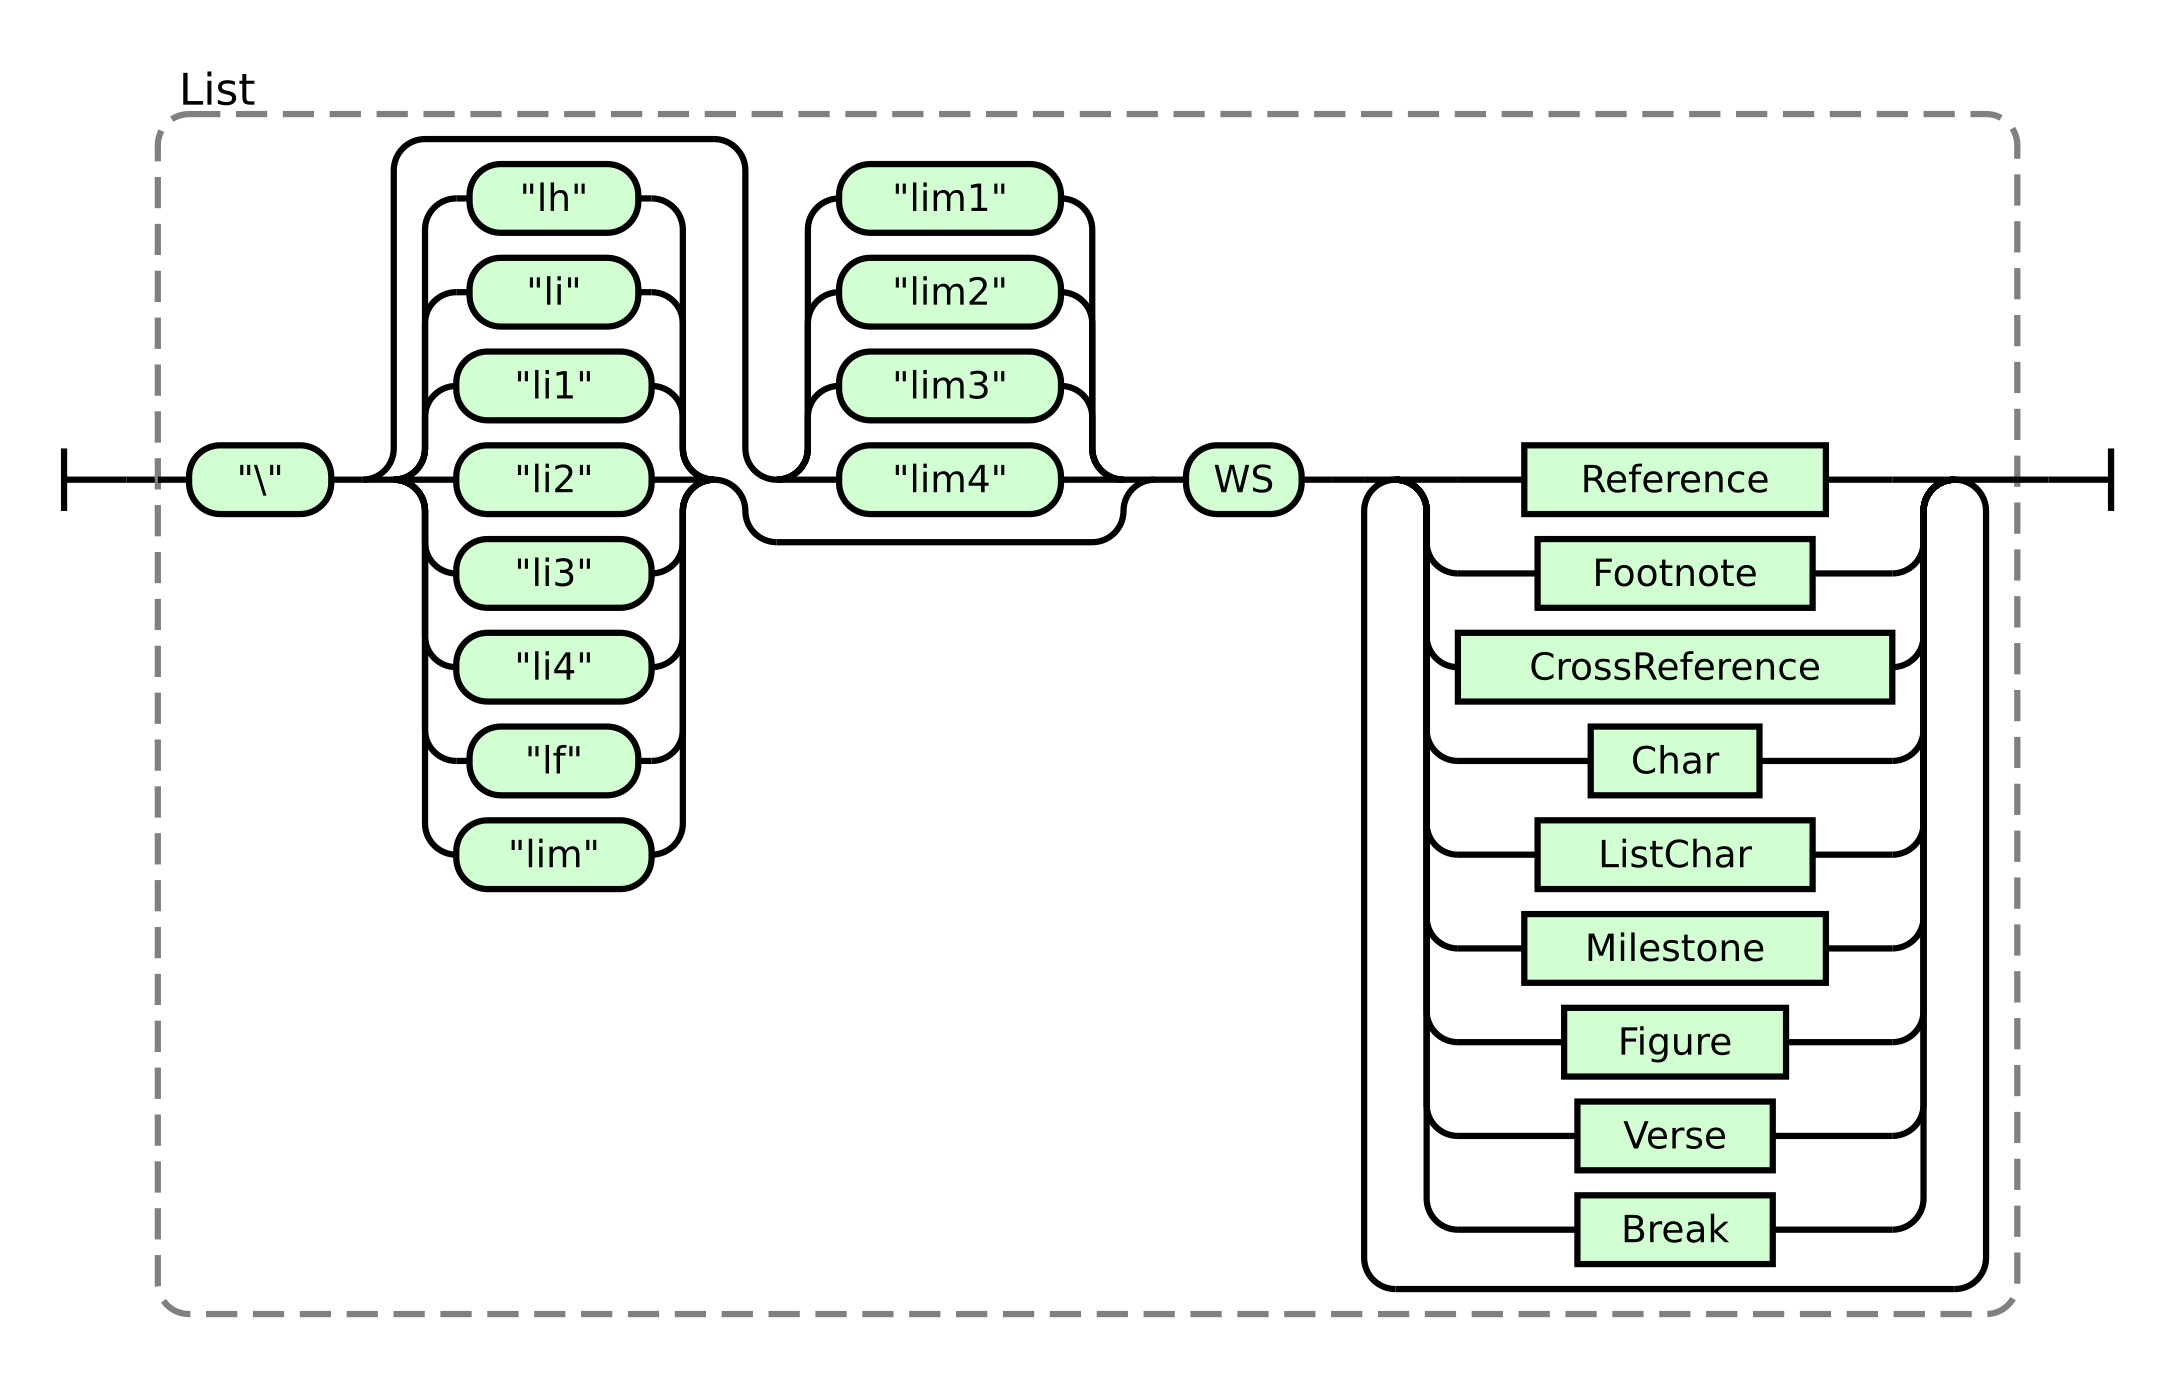 List
"\"
"lh"
"li"
"li1"
"li2"
"li3"
"li4"
"lf"
"lim"
"lim1"
"lim2"
"lim3"
"lim4"
WS
Reference
Footnote
CrossReference
Char
ListChar
Milestone
Figure
Verse
Break